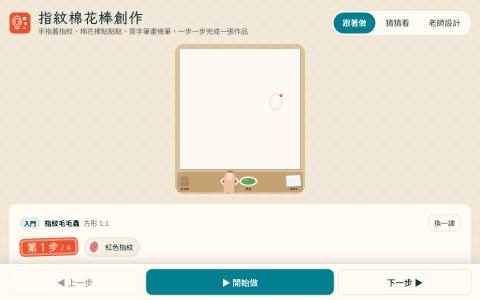 指紋棉花棒創作
手指蓋指紋、棉花棒點點點、簽字筆畫幾筆,一步一步完成一張作品
跟著做
猜猜看
老師設計
入門
指紋毛毛蟲
方形 1:1
換一課
第 1 步
紅色指紋
◀ 上一步
▶ 開始做
下一步 ▶